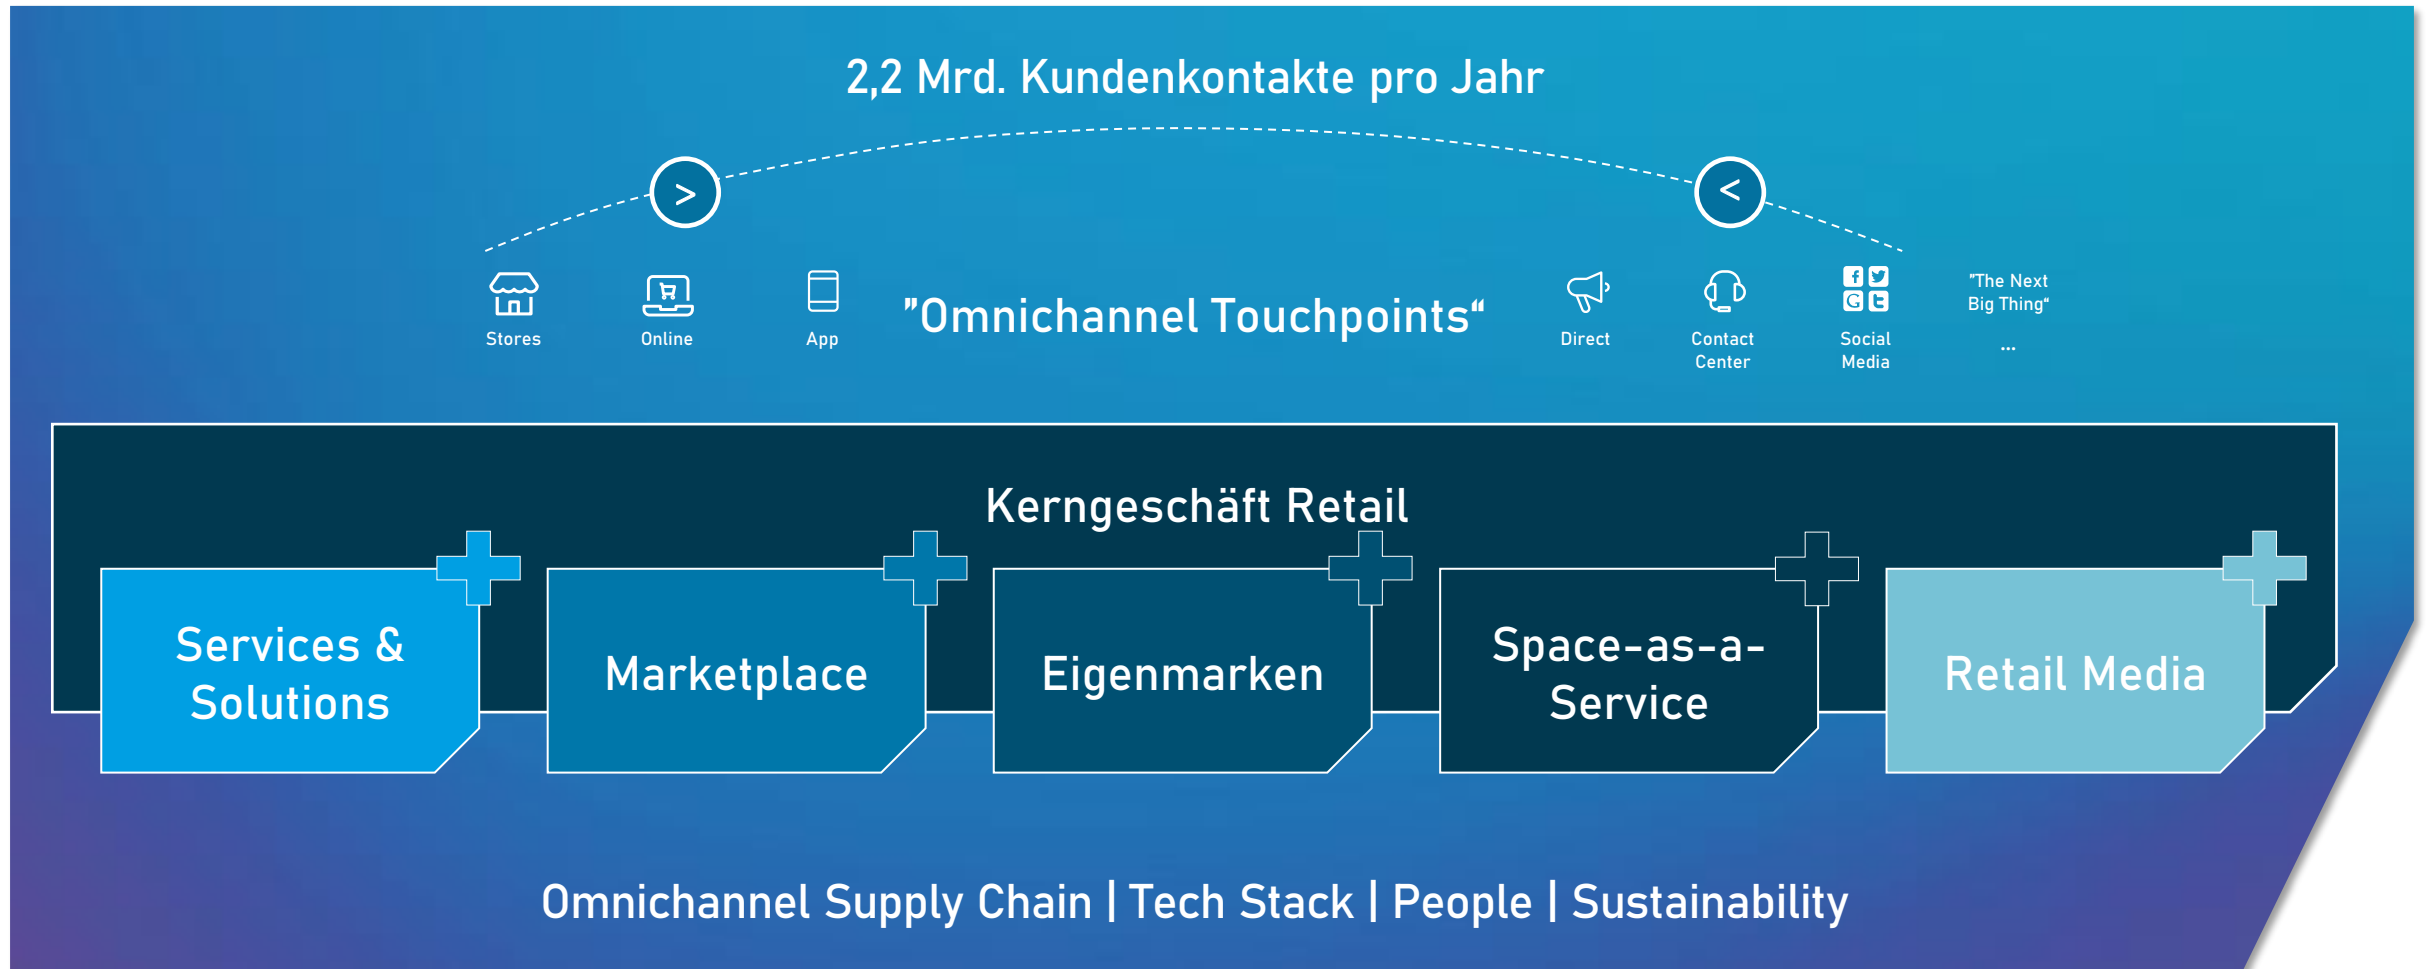 2,2 Mrd. Kundenkontakte pro Jahr
>
<
Stores
Online
App
"Omnichannel Touchpoints“
Direct
Contact
Center
Social
Media
"The Next
Big Thing“
...
Kerngeschäft Retail
Services &
Solutions
Marketplace
Eigenmarken
Space-as-a-
Service
Retail Media
Omnichannel Supply Chain | Tech Stack | People | Sustainability